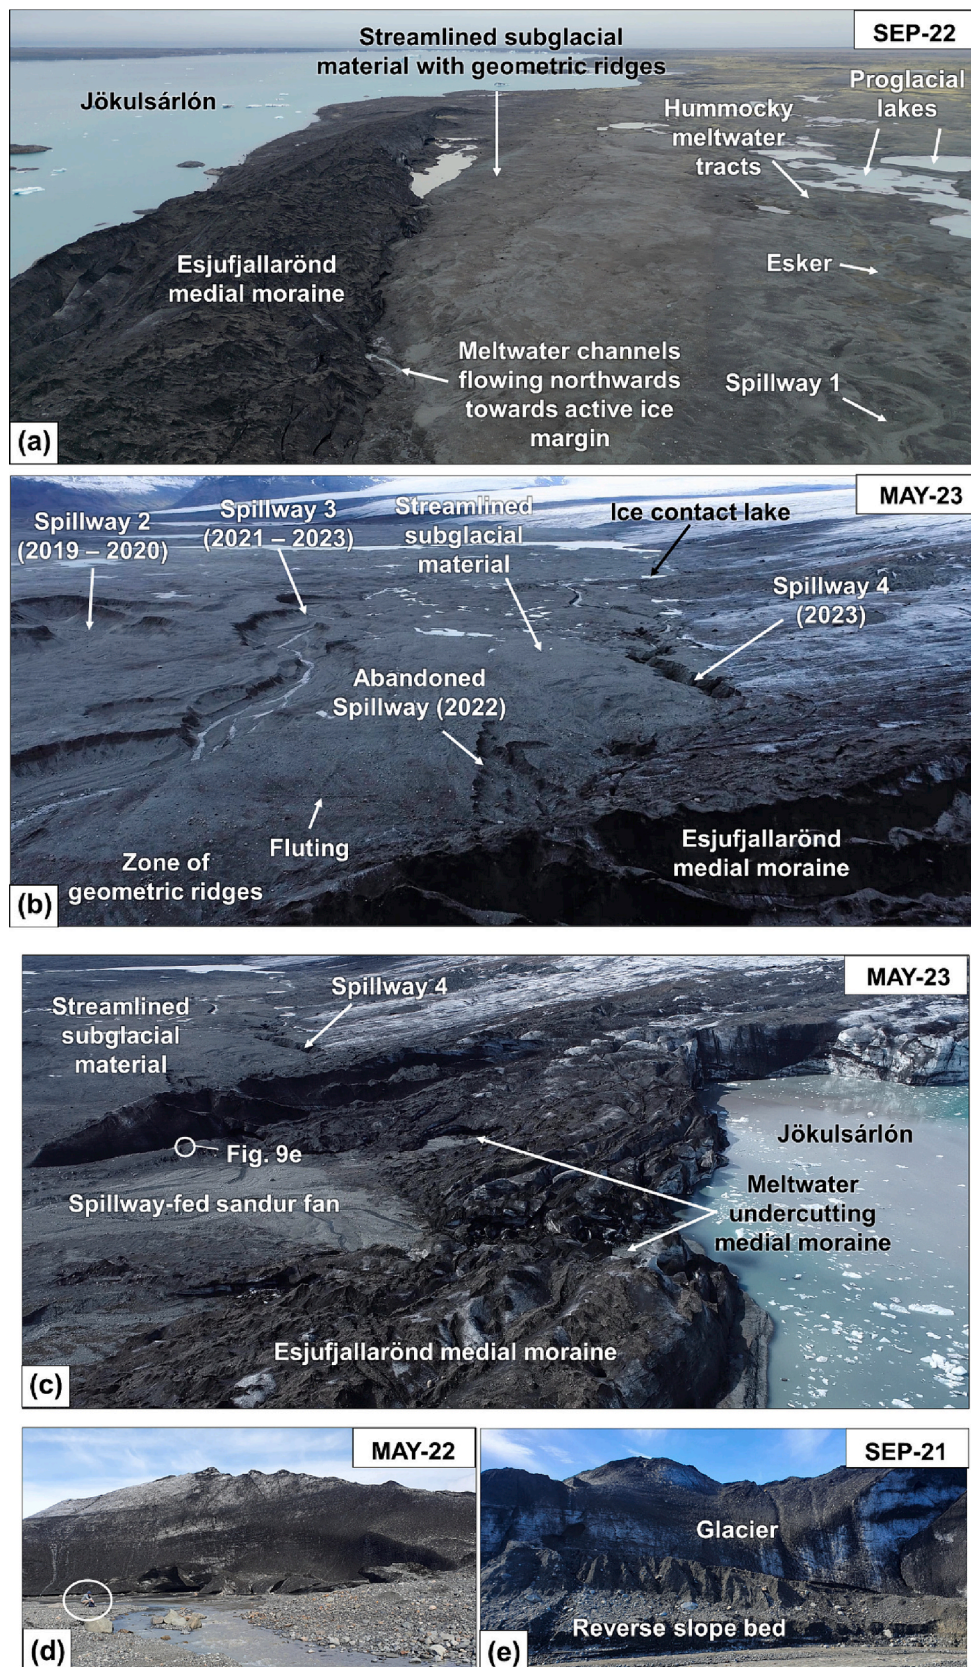 SEP-22
Streamlined subglacial
material with geometric ridges
Jökulsárlón
Proglacial
lakes
Hummocky
meltwater
tracts
Esjufjallarönd
medial moraine
Esker
Meltwater channels
flowing northwards
towards active ice
margin
Spillway 1
(a)
MAY-23
Spillway 2
(2019 – 2020)
Spillway 3
(2021 – 2023)
Streamlined
subglacial
material
Ice contact lake
Spillway 4
(2023)
Abandoned
Spillway (2022)
Fluting
Zone of
geometric ridges
Esjufjallarönd
medial moraine
(b)
MAY-23
Spillway 4
Streamlined
subglacial
material
Jökulsárlón
Fig. 9e
Spillway-fed sandur fan
Meltwater
undercutting
medial moraine
Esjufjallarönd medial moraine
(c)
MAY-22
(d)
SEP-21
Glacier
Reverse slope bed
(e)